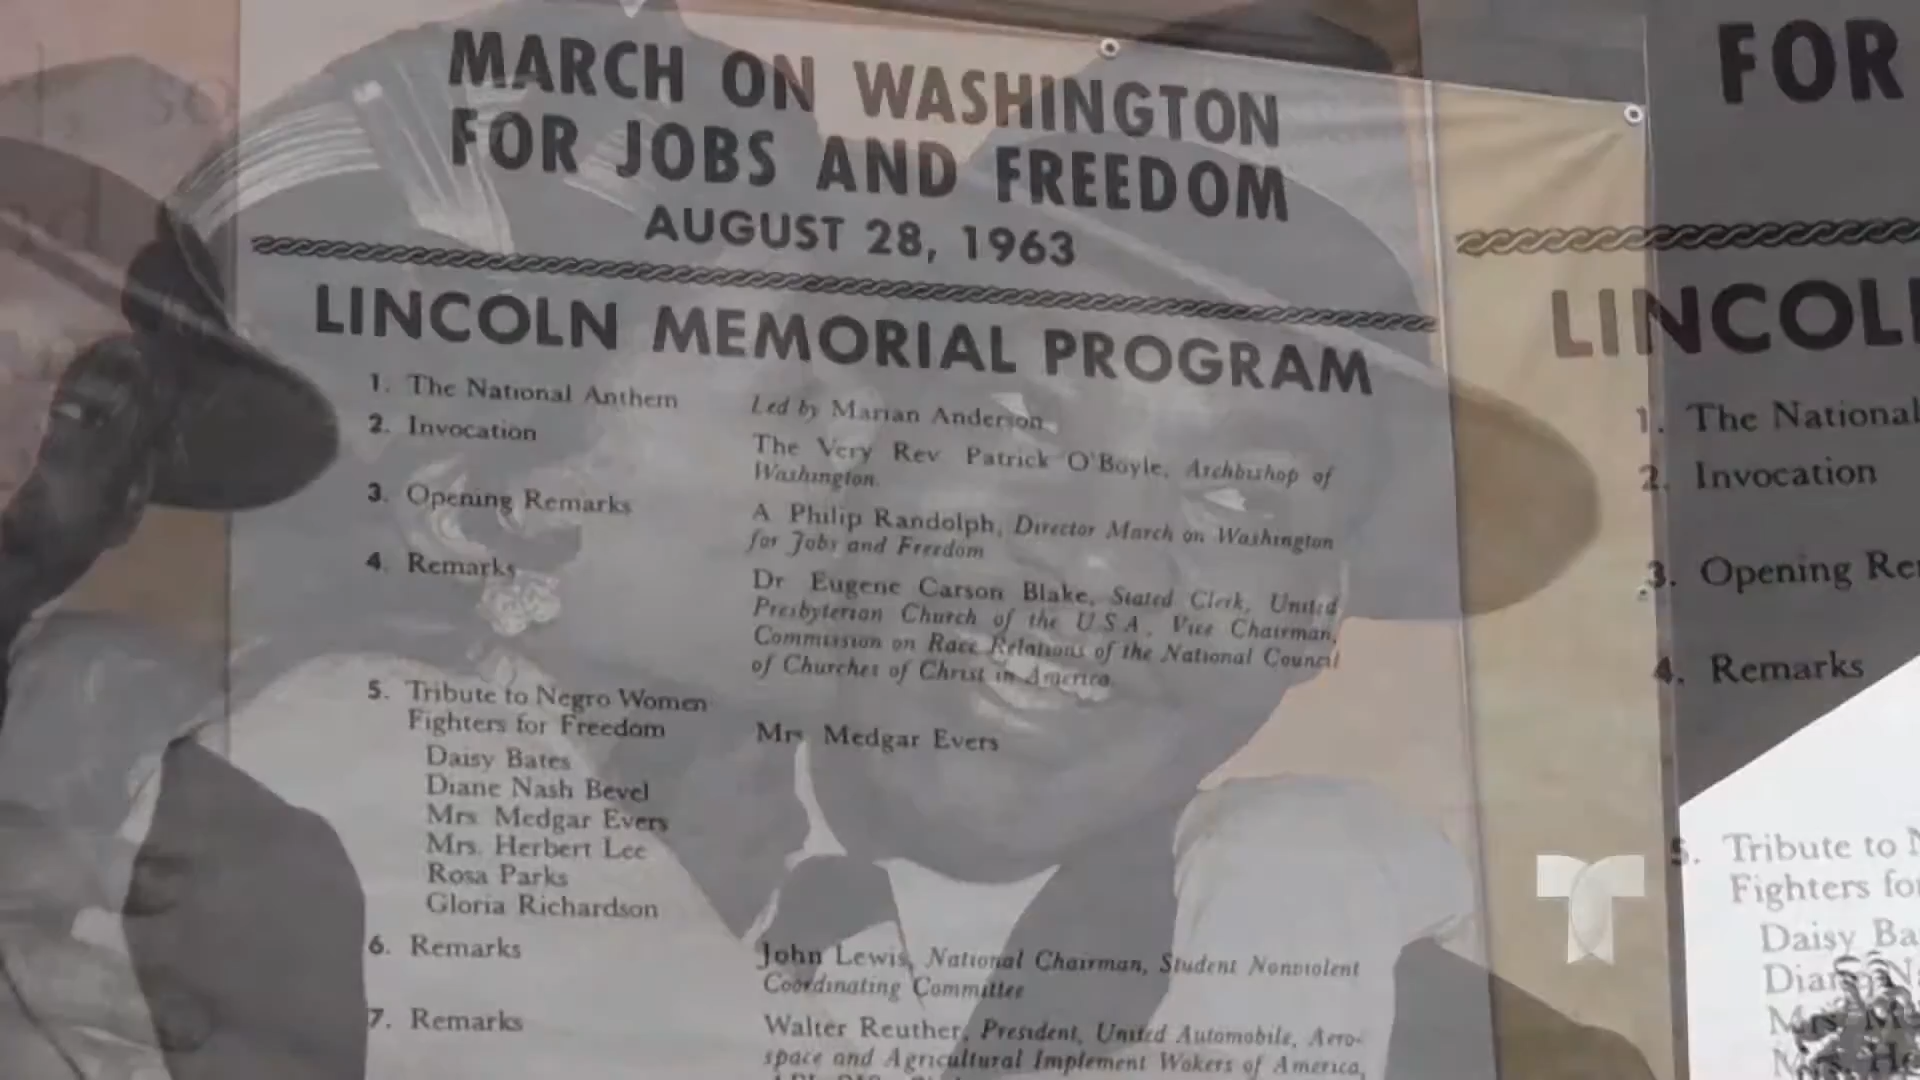 MARCH ON WASHINGTON
FOR JOBS AND FREEDOM
AUGUST 28, 1963
LINCOLN MEMORIAL PROGRAM
1. The National Anthem
Led by Marian Anderson
2. Invocation
The Very Rev Patrick O'Boyle, Archbishop of
Washington.
3. Opening Remarks
A Philip Randolph, Director March on Washington
for Jobs and Freedom
4. Remarks
Dr Eugene Carson Blake, Stated Clerk, United
Presbyterian Church of the U.S.A., Vice Chairman,
Commission on Race Relations of the National Council
of Churches of Christ in America
5. Tribute to Negro Women
Fighters for Freedom
Mrs. Medgar Evers
Daisy Bates
Diane Nash Bevel
Mrs. Medgar Evers
Mrs. Herbert Lee
Rosa Parks
Gloria Richardson
6. Remarks
John Lewis, National Chairman, Student Nonviolent
Coordinating Committee
7. Remarks
Walter Reuther, President, United Automobile, Aero-
space and Agricultural Implement Wokers of America,
FOR
LINCOL
1. The National
2. Invocation
3. Opening Re
4. Remarks
5. Tribute to
Fighters for
Daisy Ba